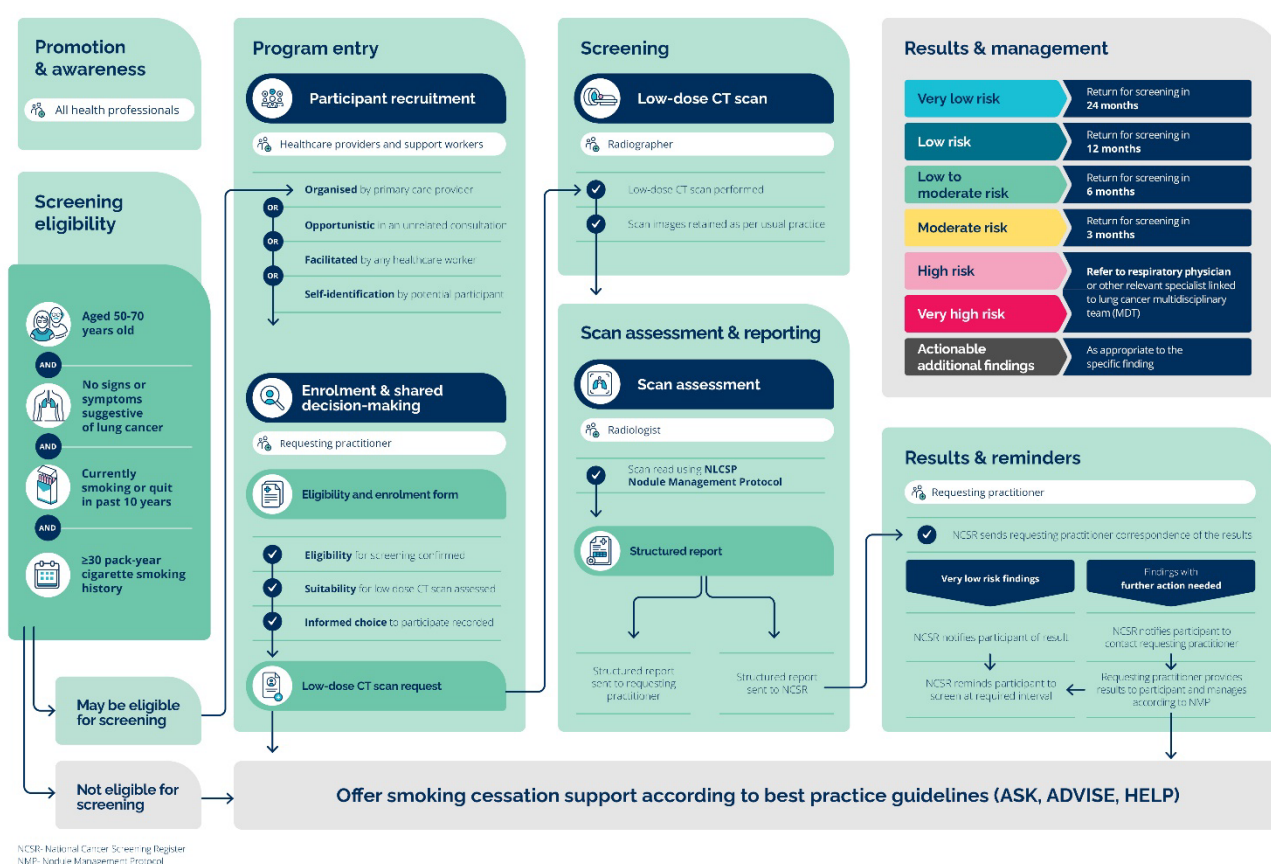 Promotion
& awareness
All health professionals
Screening
eligibility
Aged 50-70
years old
AND
No signs or
symptoms
suggestive
of lung cancer
AND
Currently
smoking or quit
in past 10 years
AND
≥30 pack-year
cigarette smoking
history
May be eligible
for screening
Not eligible for
screening
Program entry
Participant recruitment
Healthcare providers and support workers
Organised by primary care provider
OR
Opportunistic in an unrelated consultation
OR
Facilitated by any healthcare worker
OR
Self-identification by potential participant
Enrolment & shared
decision-making
Requesting practitioner
Eligibility and enrolment form
Eligibility for screening confirmed
Suitability for low dose CT scan assessed
Informed choice to participate recorded
Low-dose CT scan request
Screening
Low-dose CT scan
Radiographer
Low-dose CT scan performed
Scan images retained as per usual practice
Scan assessment & reporting
Scan assessment
Radiologist
Scan read using NLCSP
Nodule Management Protocol
Structured report
Structured report
sent to requesting
practitioner
Structured report
sent to NCSR
Results & management
Very low risk
Return for screening in
24 months
Low risk
Return for screening in
12 months
Low to
moderate risk
Return for screening in
6 months
Moderate risk
Return for screening in
3 months
High risk
Very high risk
Refer to respiratory physician
or other relevant specialist linked
to lung cancer multidisciplinary
team (MDT)
Actionable
additional findings
As appropriate to the
specific finding
Results & reminders
Requesting practitioner
NCSR sends requesting practitioner correspondence of the results
Very low risk findings
Findings with
further action needed
NCSR notifies participant of result
NCSR notifies participant to
contact requesting practitioner
NCSR reminds participant to
screen at required interval
Requesting practitioner provides
results to participant and manages
according to NMP
Offer smoking cessation support according to best practice guidelines (ASK, ADVISE, HELP)
NCSR- National Cancer Screening Register
NMP- Nodule Management Protocol